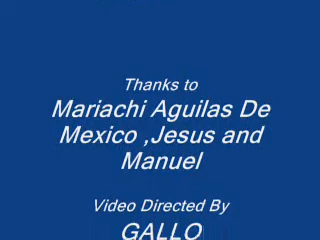 Thanks to
Mariachi Aguilas De
Mexico ,Jesus and
Manuel
Video Directed By
GALLO